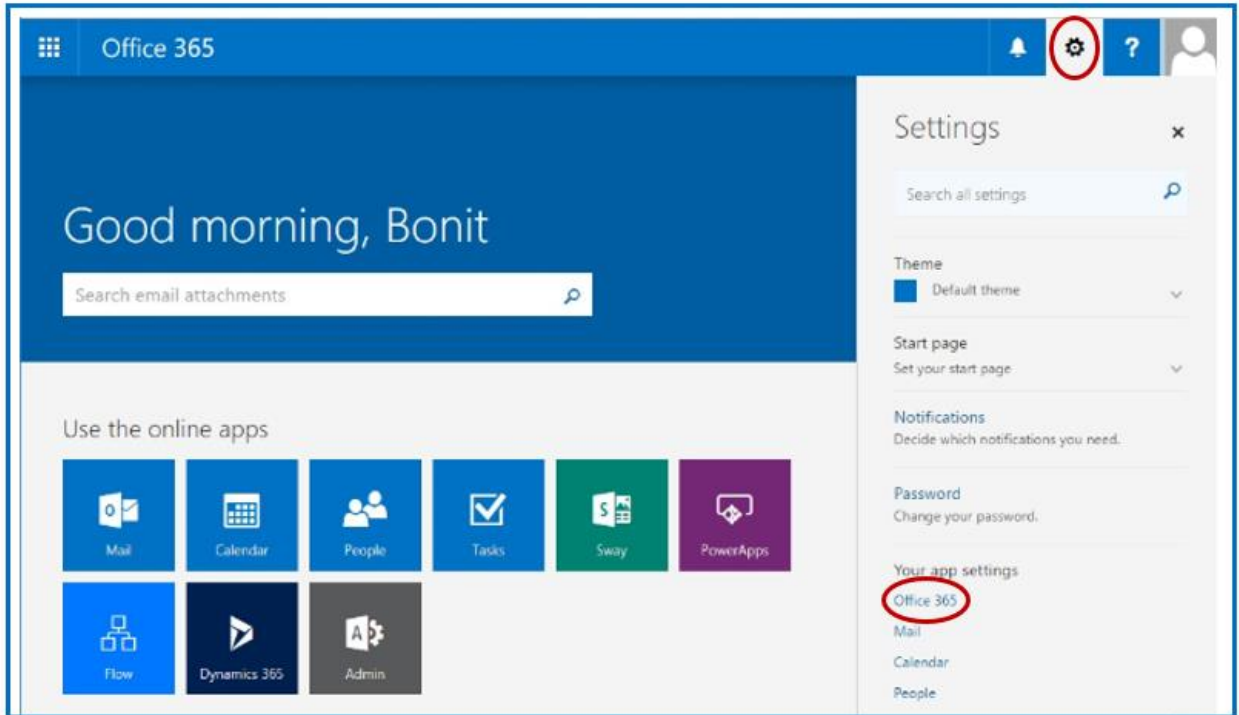 Office 365
?
Settings
Search all settings
Good morning, Bonit
Search email attachments
Theme
Default theme
Start page
Set your start page
Notifications
Decide which notifications you need.
Password
Change your password.
Your app settings
Office 365
Mail
Calendar
People
Use the online apps
Mail
Calendar
People
Tasks
S
Sway
PowerApps
Flow
Dynamics 365
A
Admin